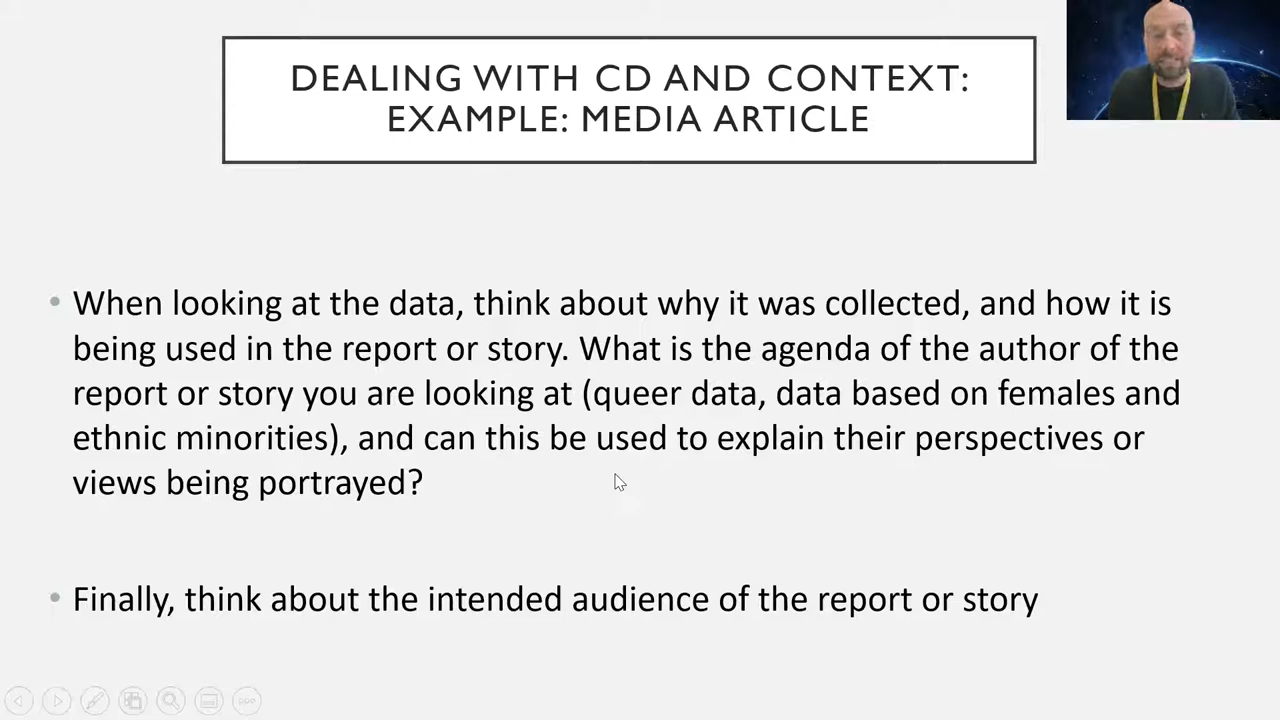 DEALING WITH CD AND CONTEXT:
EXAMPLE: MEDIA ARTICLE
• When looking at the data, think about why it was collected, and how it is
being used in the report or story. What is the agenda of the author of the
report or story you are looking at (queer data, data based on females and
ethnic minorities), and can this be used to explain their perspectives or
views being portrayed?
• Finally, think about the intended audience of the report or story